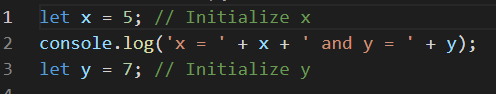 1 let x = 5; // Initialize x
2 console.log('x = ' + x + ' and y = ' + y);
3 let y = 7; // Initialize y